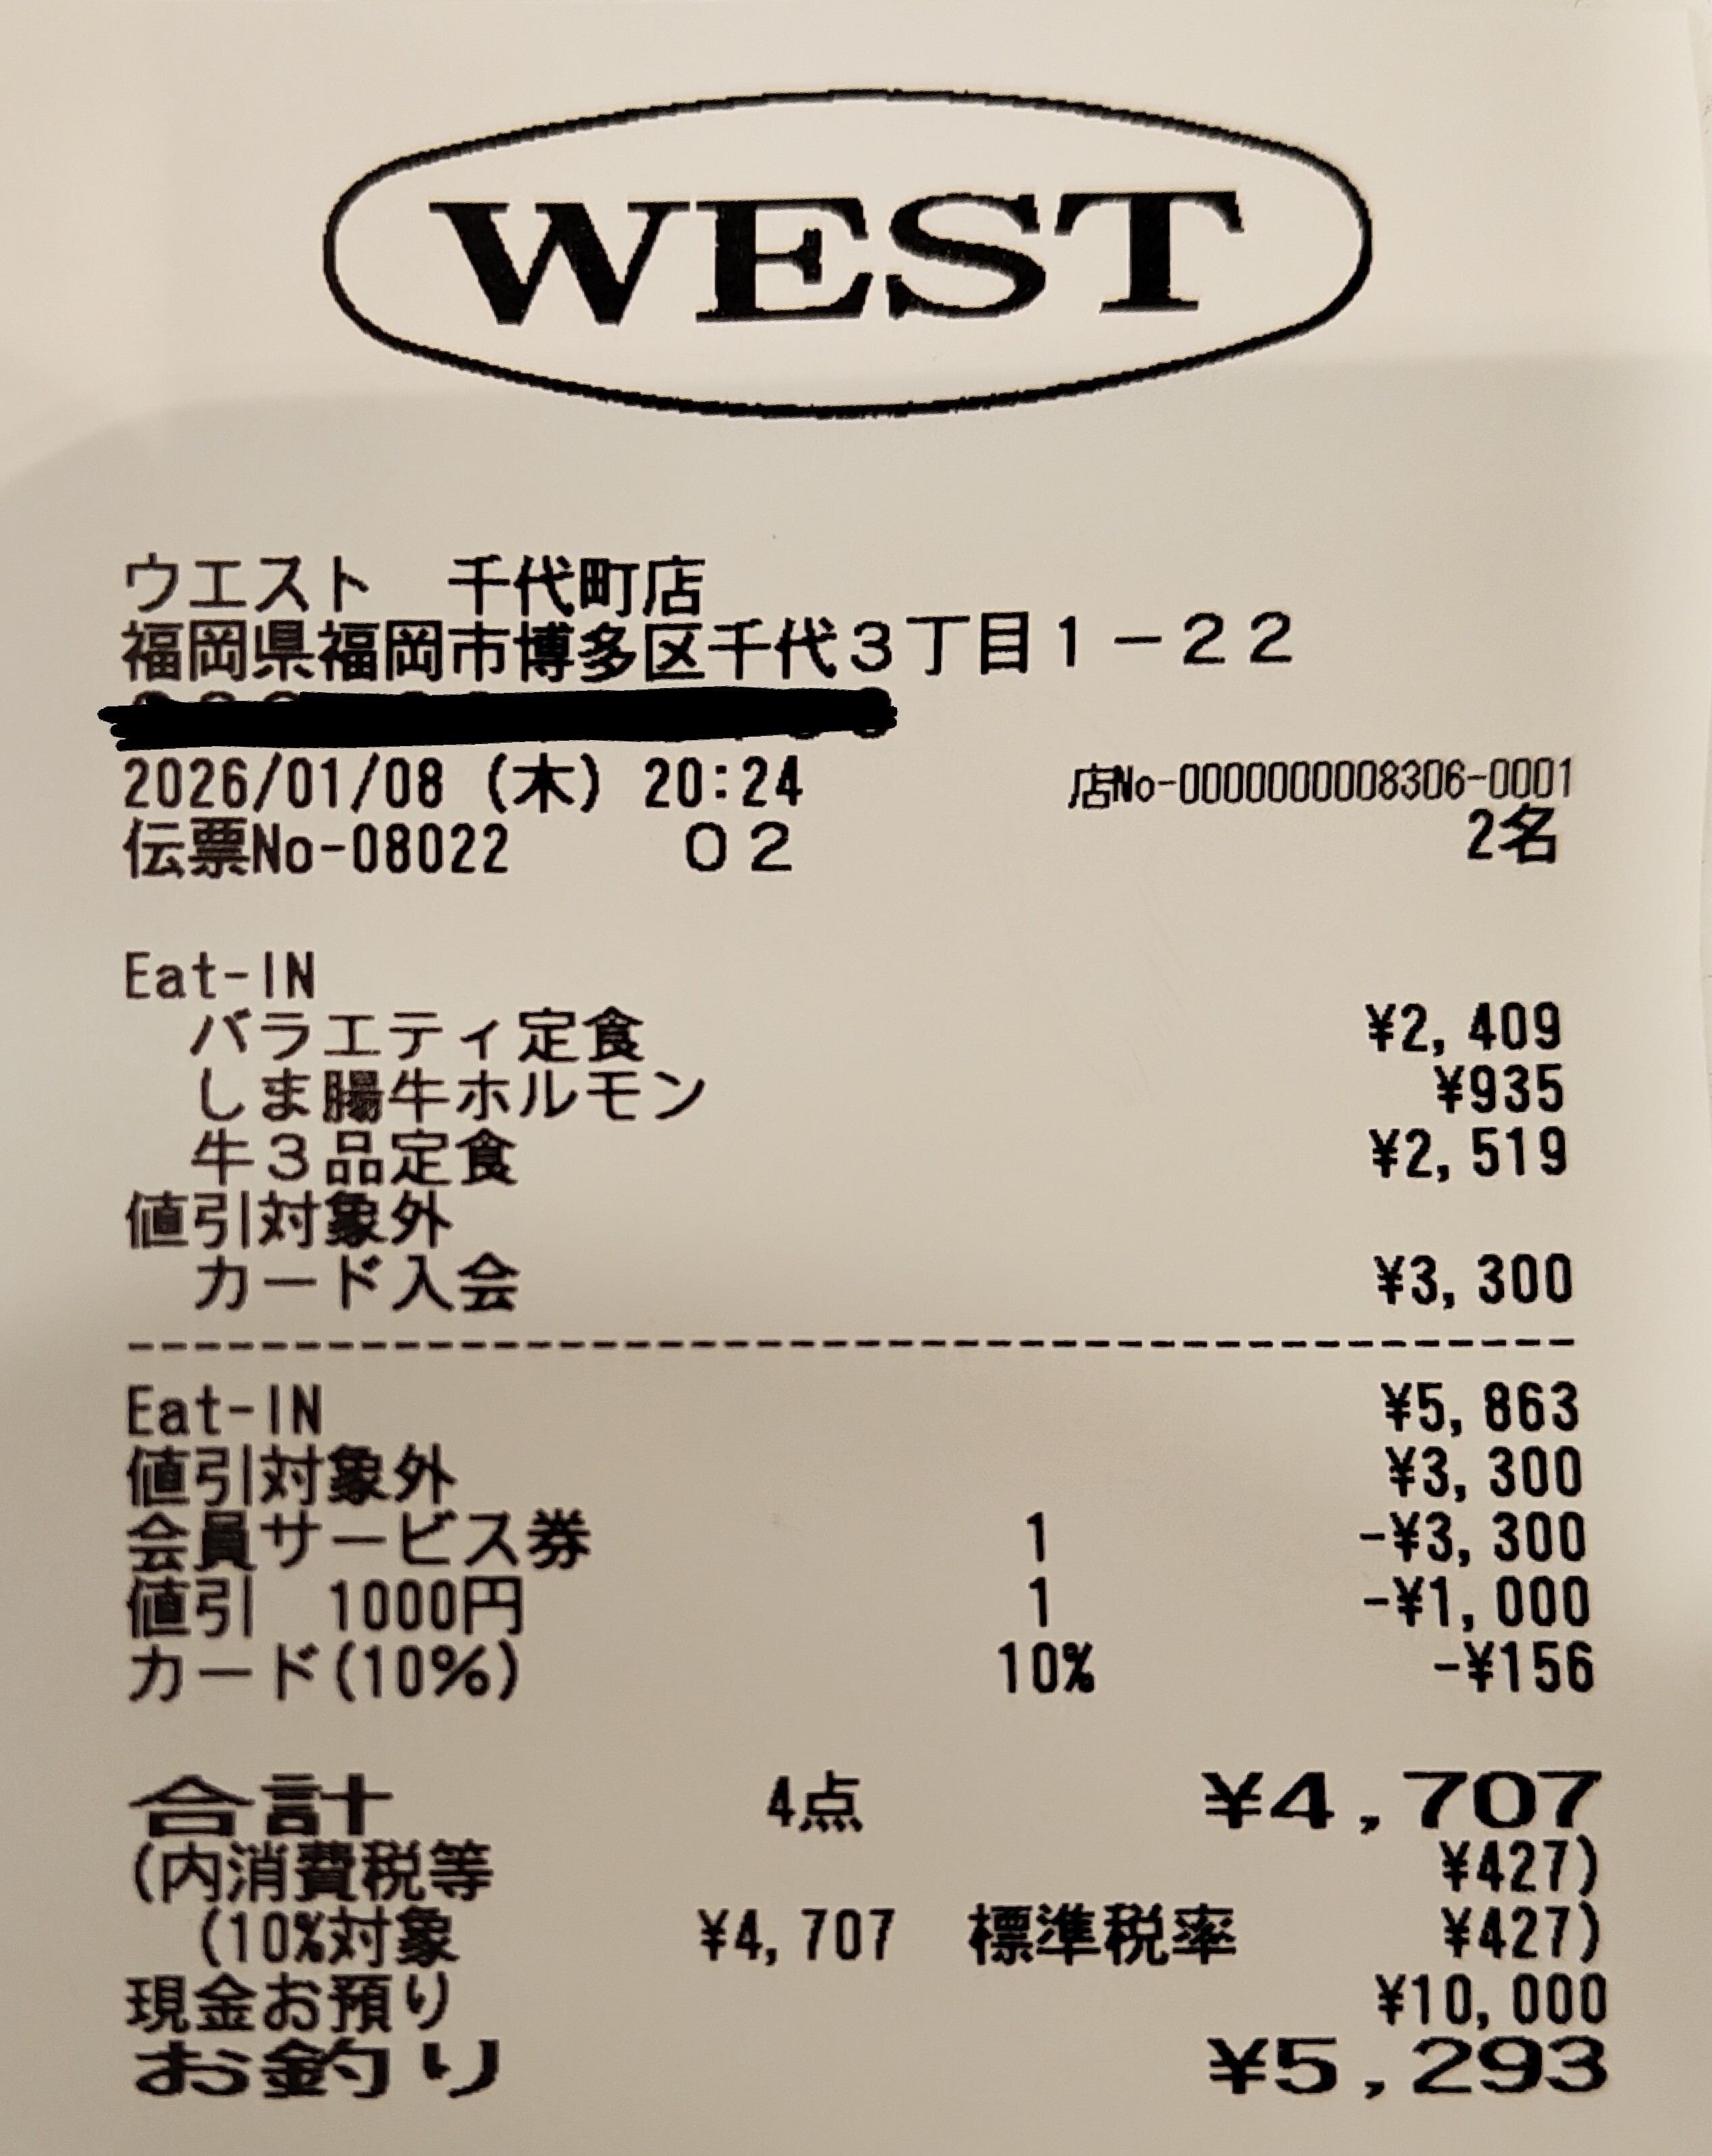 WEST
ウエスト　千代町店
福岡県福岡市博多区千代３丁目１－２２
2026/01/08 (木) 20:24 店No-0000000008306-0001
伝票No-08022 ０２ 2名
Eat-IN
バラエティ定食 ¥2,409
しま腸牛ホルモン ¥935
牛３品定食 ¥2,519
値引対象外
カード入会 ¥3,300
Eat-IN ¥5,863
値引対象外 ¥3,300
会員サービス券 1 -¥3,300
値引　1000円 1 -¥1,000
カード(10%) 10% -¥156
合計 4点 ¥4,707
(内消費税等 ¥427)
(10%対象 ¥4,707 標準税率 ¥427)
現金お預り ¥10,000
お釣り ¥5,293